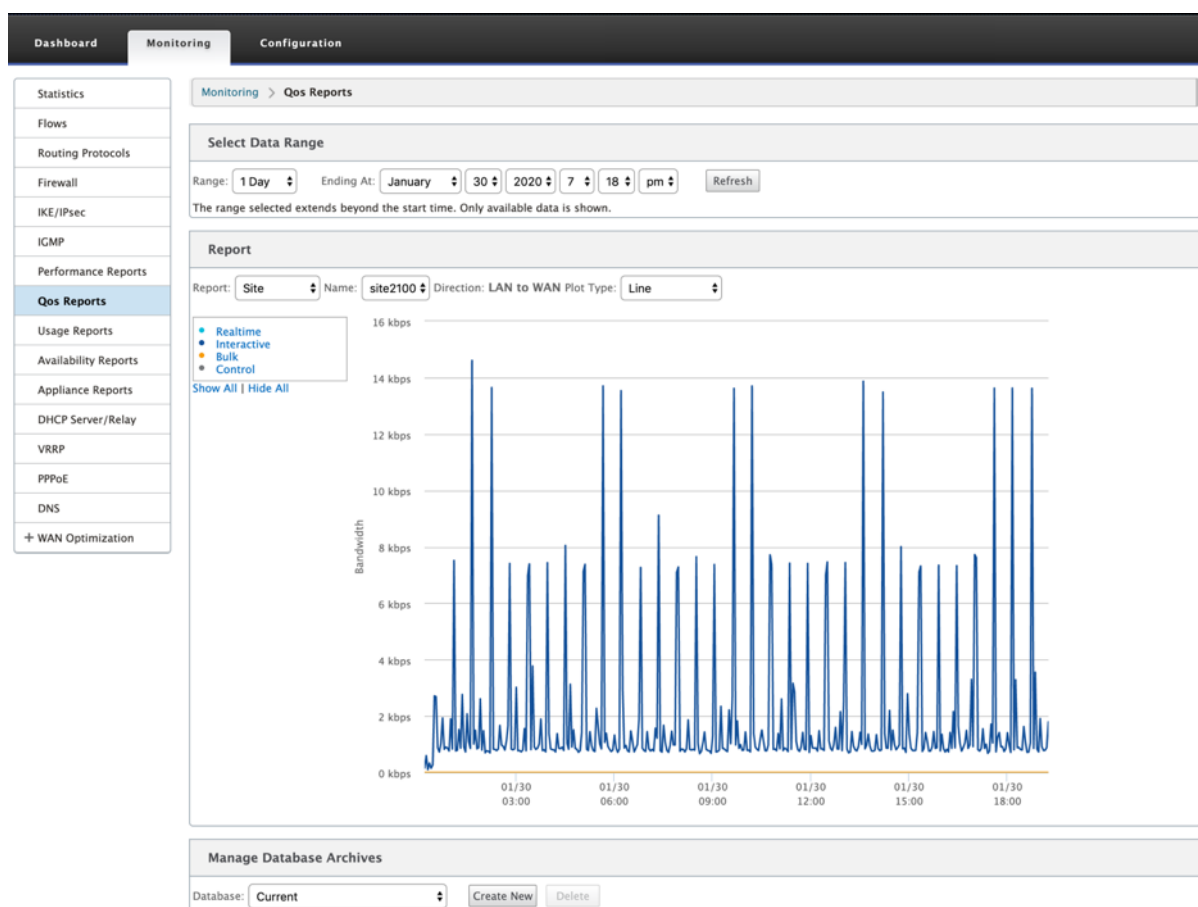 Dashboard Monitoring Configuration
Statistics
Flows
Routing Protocols
Firewall
IKE/IPsec
IGMP
Performance Reports
Qos Reports
Usage Reports
Availability Reports
Appliance Reports
DHCP Server/Relay
VRRP
PPPoE
DNS
+ WAN Optimization
Monitoring > Qos Reports
Select Data Range
Range: 1 Day Ending At: January 30 2020 7 18 pm Refresh
The range selected extends beyond the start time. Only available data is shown.
Report
Report: Site Name: site2100 Direction: LAN to WAN Plot Type: Line
Realtime
Interactive
Bulk
Control
Show All | Hide All
16 kbps
14 kbps
12 kbps
10 kbps
8 kbps
6 kbps
4 kbps
2 kbps
0 kbps
Bandwidth
01/30 01/30 01/30 01/30 01/30 01/30
03:00 06:00 09:00 12:00 15:00 18:00
Manage Database Archives
Database: Current Create New Delete